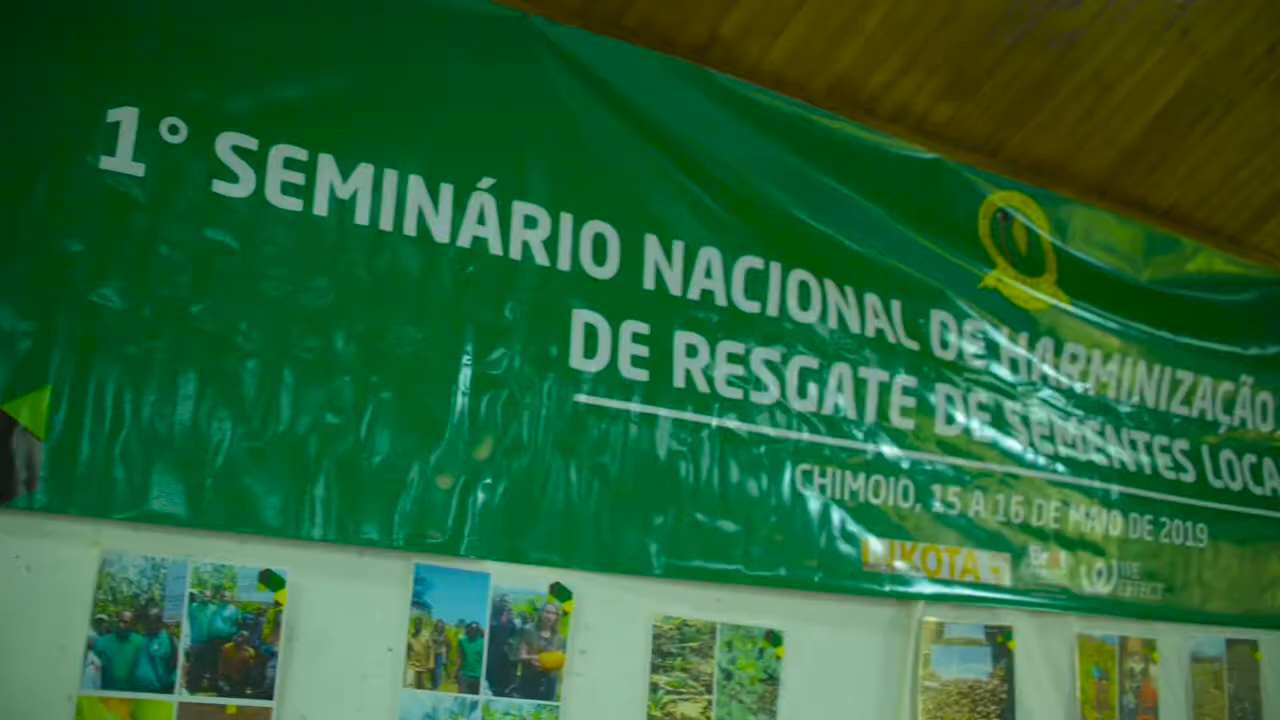 1° SEMINÁRIO NACIONAL DE HARMINIZAÇÃO
DE RESGATE DE SEMENTES LOCA
CHIMOIO, 15 A 16 DE MAIO DE 2019